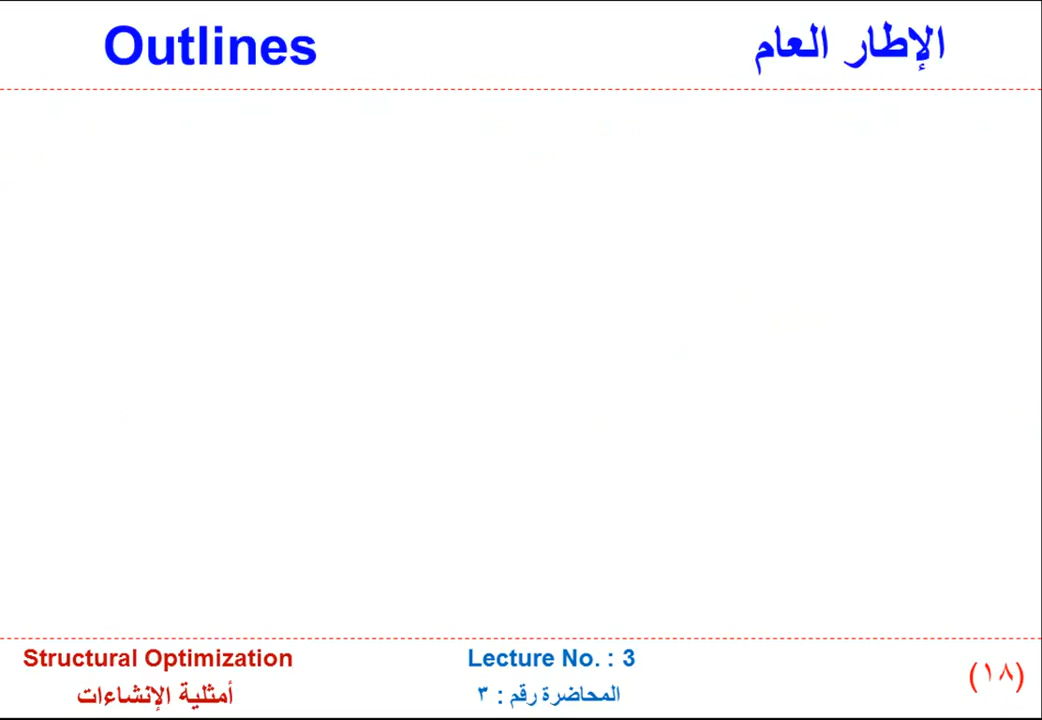 Outlines
الإطار العام
Structural Optimization
أمثلية الإنشاءات
Lecture No. : 3
المحاضرة رقم : ٣
(١٨)